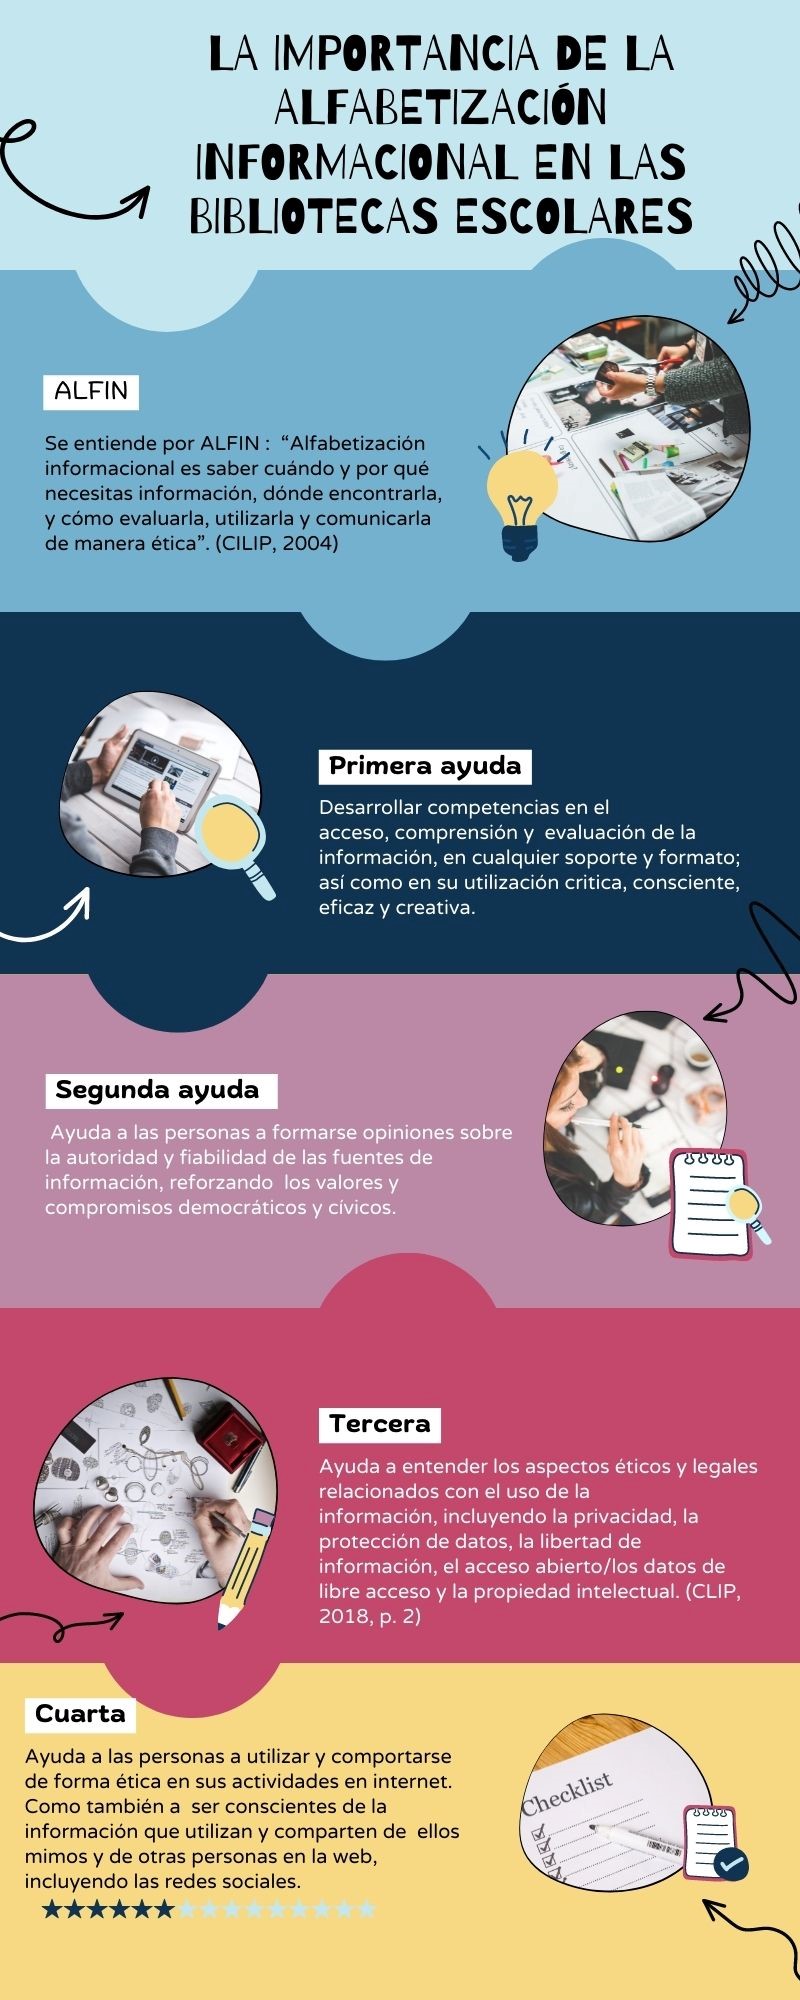 LA IMPORTANCIA DE LA
ALFABETIZACIÓN
INFORMACIONAL EN LAS
BIBLIOTECAS ESCOLARES
ALFIN
Se entiende por ALFIN :  “Alfabetización
informacional es saber cuándo y por qué
necesitas información, dónde encontrarla,
y cómo evaluarla, utilizarla y comunicarla
de manera ética”. (CILIP, 2004)
Primera ayuda
Desarrollar competencias en el
acceso, comprensión y  evaluación de la
información, en cualquier soporte y formato;
así como en su utilización critica, consciente,
eficaz y creativa.
Segunda ayuda
Ayuda a las personas a formarse opiniones sobre
la autoridad y fiabilidad de las fuentes de
información, reforzando  los valores y
compromisos democráticos y cívicos.
Tercera
Ayuda a entender los aspectos éticos y legales
relacionados con el uso de la
información, incluyendo la privacidad, la
protección de datos, la libertad de
información, el acceso abierto/los datos de
libre acceso y la propiedad intelectual. (CLIP,
2018, p. 2)
Cuarta
Ayuda a las personas a utilizar y comportarse
de forma ética en sus actividades en internet.
Como también a  ser conscientes de la
información que utilizan y comparten de  ellos
mimos y de otras personas en la web,
incluyendo las redes sociales.
Checklist